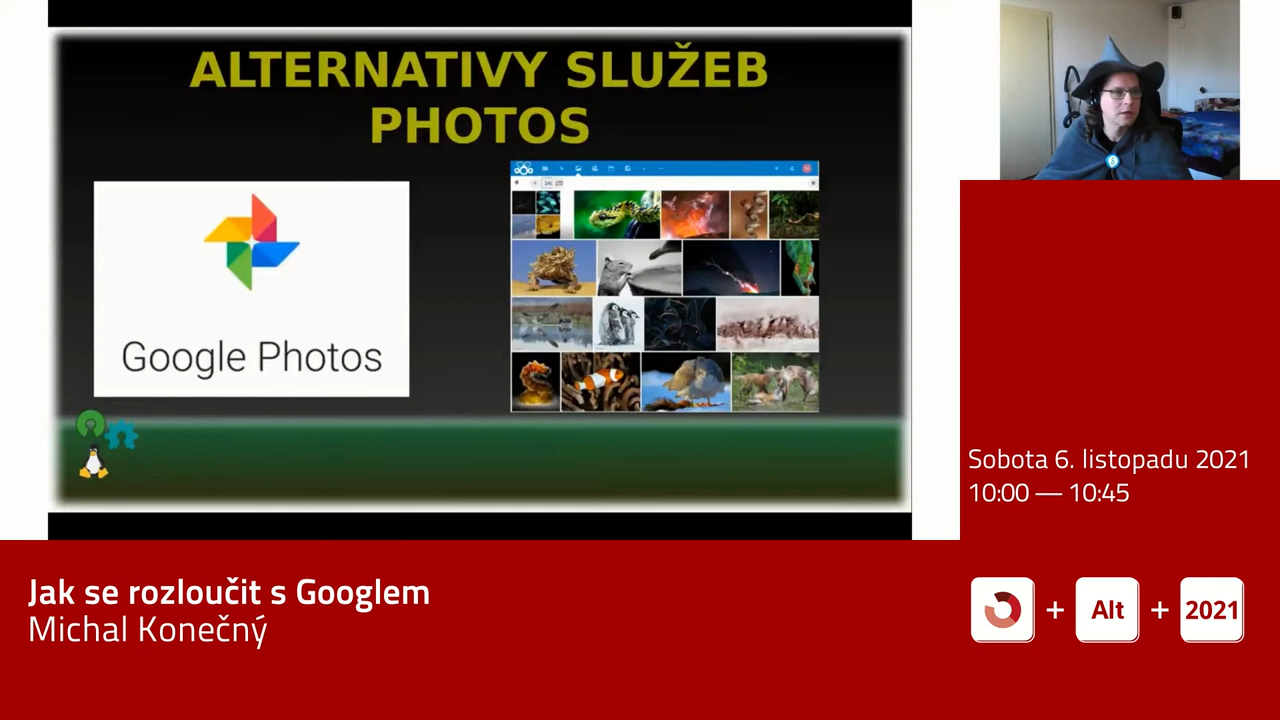 ALTERNATIVY SLUŽEB
PHOTOS
Google Photos
Sobota 6. listopadu 2021
10:00 — 10:45
Jak se rozloučit s Googlem
Michal Konečný
+ Alt + 2021